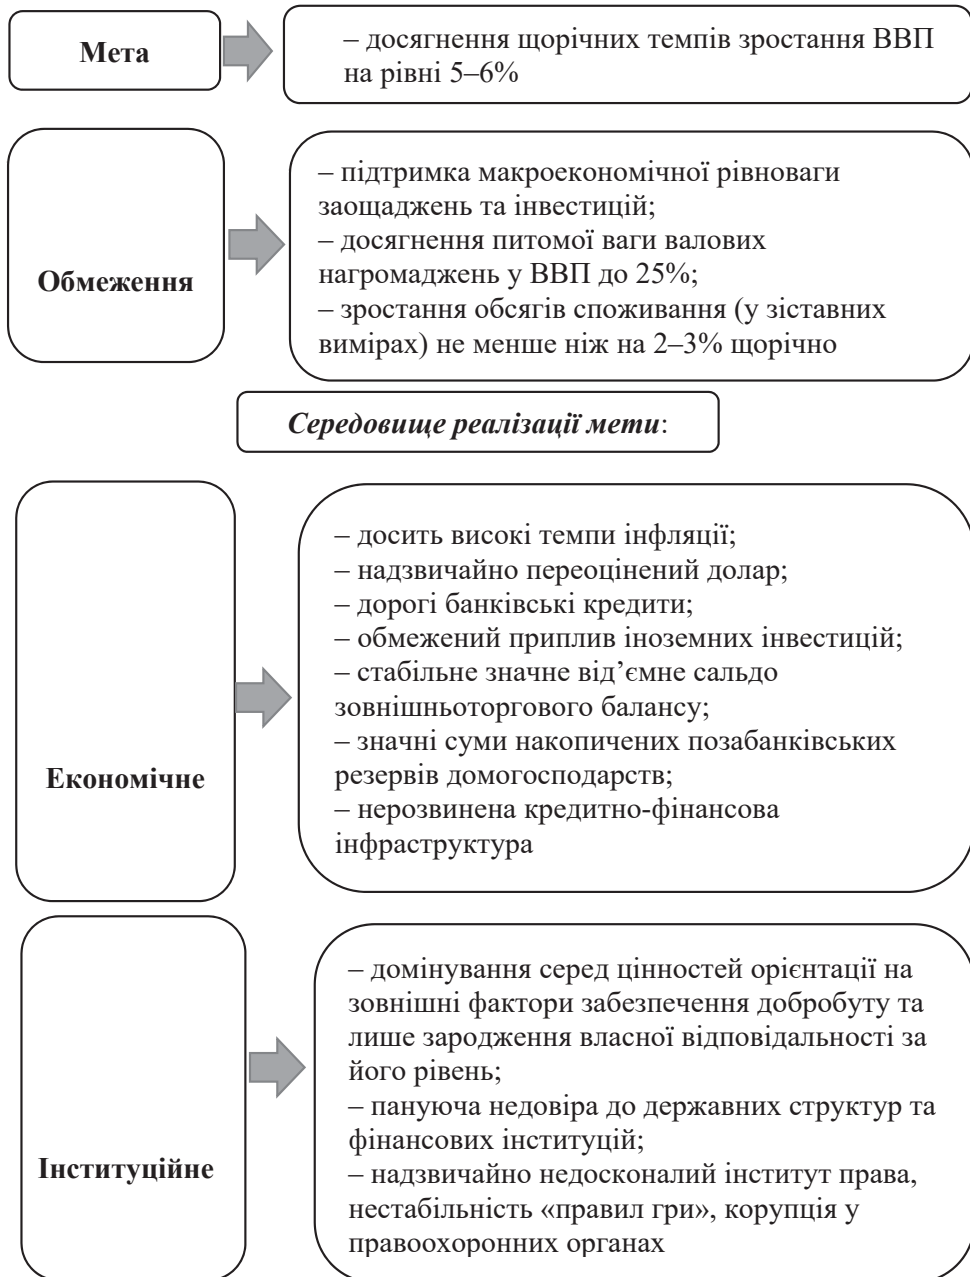 Мета
– досягнення щорічних темпів зростання ВВП
на рівні 5–6%
Обмеження
– підтримка макроекономічної рівноваги
заощаджень та інвестицій;
– досягнення питомої ваги валових
нагромаджень у ВВП до 25%;
– зростання обсягів споживання (у зіставних
вимірах) не менше ніж на 2–3% щорічно
Середовище реалізації мети:
Економічне
– досить високі темпи інфляції;
– надзвичайно переоцінений долар;
– дорогі банківські кредити;
– обмежений приплив іноземних інвестицій;
– стабільне значне від’ємне сальдо
зовнішньоторгового балансу;
– значні суми накопичених позабанківських
резервів домогосподарств;
– нерозвинена кредитно-фінансова
інфраструктура
Інституційне
– домінування серед цінностей орієнтації на
зовнішні фактори забезпечення добробуту та
лише зародження власної відповідальності за
його рівень;
– пануюча недовіра до державних структур та
фінансових інституцій;
– надзвичайно недосконалий інститут права,
нестабільність «правил гри», корупція у
правоохоронних органах